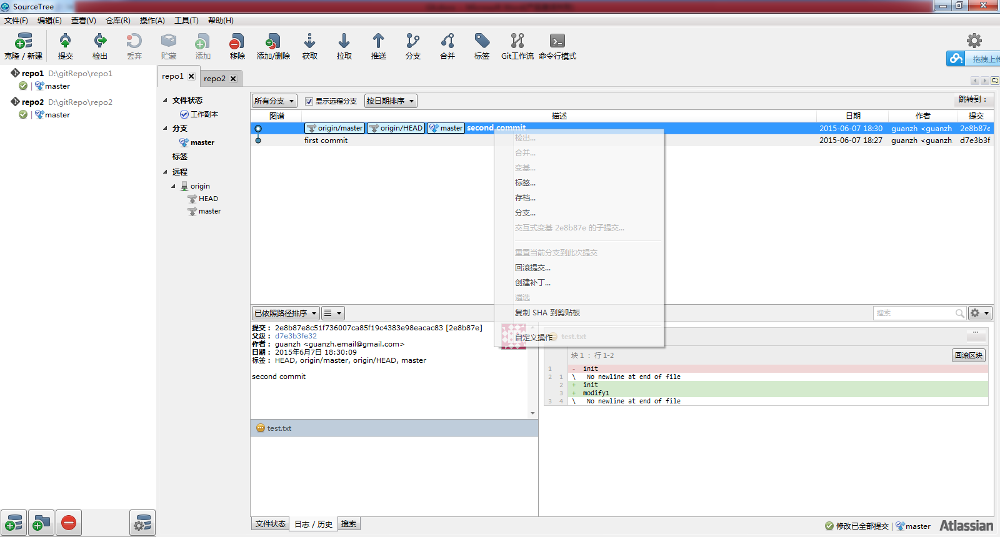 SourceTree
文件(F) 编辑(E) 查看(V) 仓库(R) 操作(A) 工具(T) 帮助(H)
克隆 / 新建 提交 检出 丢弃 贮藏 添加 移除 添加/删除 获取 拉取 推送 分支 合并 标签 Git工作流 命令行模式
拖拽上传
repo1 D:\gitRepo\repo1
master
repo2 D:\gitRepo\repo2
master
repo1 repo2
文件状态
工作副本
分支
master
标签
远程
origin
HEAD
master
所有分支 显示远程分支 按日期排序 跳转到：
图谱 描述 日期 作者 提交
origin/master origin/HEAD master second commit 2015-06-07 18:30 guanzh <guanzh 2e8b87e
first commit 2015-06-07 18:27 guanzh <guanzh d7e3b3f
检出...
合并...
变基...
标签...
存档...
分支...
交互式变基 2e8b87e 的子提交...
重置当前分支到此次提交
回滚提交...
创建补丁...
遴选
复制 SHA 到剪贴板
自定义操作
已依照路径排序 搜索
提交： 2e8b87e8c51f736007ca85f19c4383e98eacac83 [2e8b87e]
父级： d7e3b3fe32
作者： guanzh <guanzh.email@gmail.com>
日期： 2015年6月7日 18:30:09
标签： HEAD, origin/master, origin/HEAD, master
second commit
test.txt
test.txt
块 1 ： 行 1-2 回滚区块
1 - init
2 1 \ No newline at end of file
2 + init
3 + modify1
3 4 \ No newline at end of file
文件状态 日志 / 历史 搜索
修改已全部提交 master Atlassian